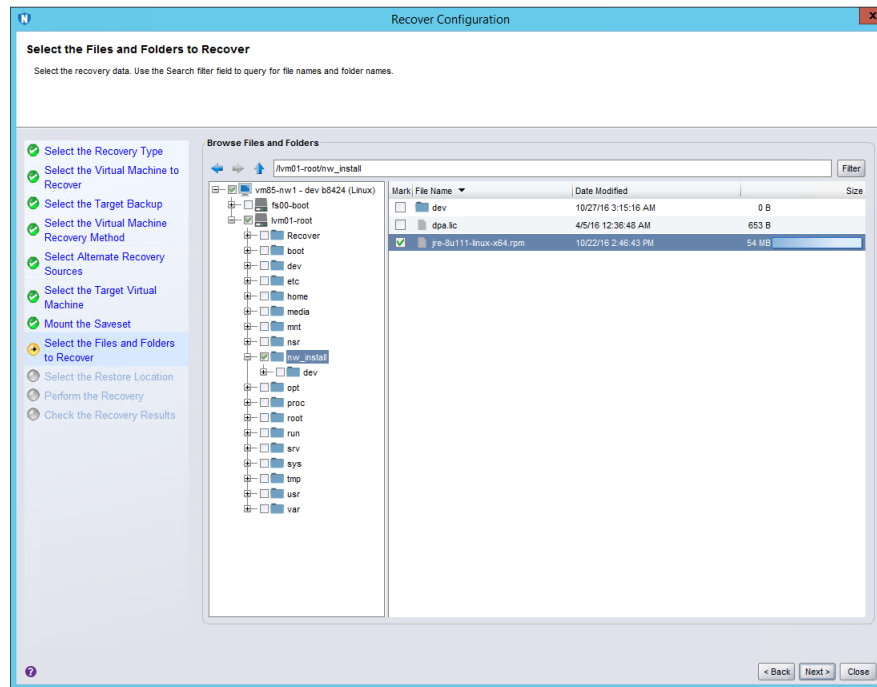 Recover Configuration
Select the Files and Folders to Recover
Select the recovery data. Use the Search filter field to query for file names and folder names.
Select the Recovery Type
Select the Virtual Machine to
Recover
Select the Target Backup
Select the Virtual Machine
Recovery Method
Select Alternate Recovery
Sources
Select the Target Virtual
Machine
Mount the Saveset
Select the Files and Folders
to Recover
Select the Restore Location
Perform the Recovery
Check the Recovery Results
Browse Files and Folders
/lvm01-root/nw_install
Filter
vm85-nw1 - dev b8424 (Linux)
fs00-boot
lvm01-root
Recover
boot
dev
etc
home
media
mnt
nsr
nw_install
dev
opt
proc
root
run
srv
sys
tmp
usr
var
Mark File Name Date Modified Size
dev 10/27/16 3:15:16 AM 0 B
dpa.lic 4/5/16 12:36:48 AM 653 B
jre-8u111-linux-x64.rpm 10/22/16 2:46:43 PM 54 MB
< Back Next > Close